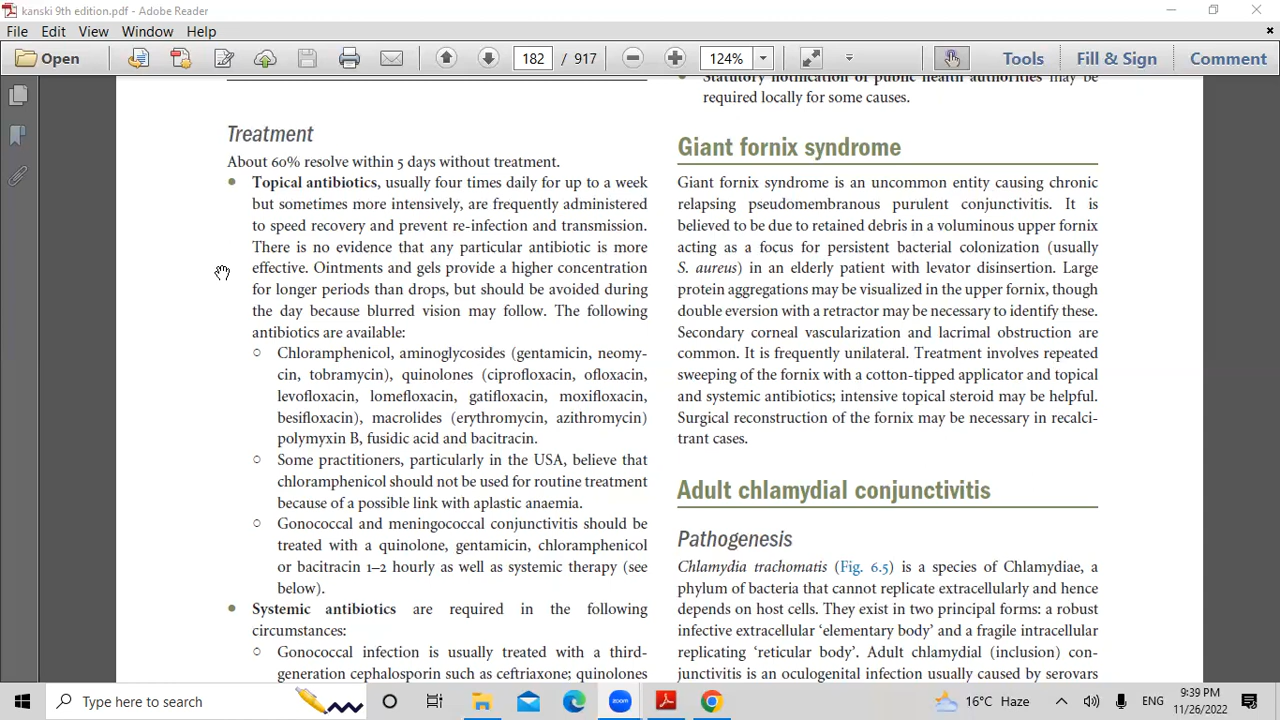 kanski 9th edition.pdf - Adobe Reader
File Edit View Window Help
Open 182 / 917 124% Tools Fill & Sign Comment
Treatment
About 60% resolve within 5 days without treatment.
Topical antibiotics, usually four times daily for up to a week
but sometimes more intensively, are frequently administered
to speed recovery and prevent re-infection and transmission.
There is no evidence that any particular antibiotic is more
effective. Ointments and gels provide a higher concentration
for longer periods than drops, but should be avoided during
the day because blurred vision may follow. The following
antibiotics are available:
Chloramphenicol, aminoglycosides (gentamicin, neomy-
cin, tobramycin), quinolones (ciprofloxacin, ofloxacin,
levofloxacin, lomefloxacin, gatifloxacin, moxifloxacin,
besifloxacin), macrolides (erythromycin, azithromycin)
polymyxin B, fusidic acid and bacitracin.
Some practitioners, particularly in the USA, believe that
chloramphenicol should not be used for routine treatment
because of a possible link with aplastic anaemia.
Gonococcal and meningococcal conjunctivitis should be
treated with a quinolone, gentamicin, chloramphenicol
or bacitracin 1–2 hourly as well as systemic therapy (see
below).
Systemic antibiotics are required in the following
circumstances:
Gonococcal infection is usually treated with a third-
generation cephalosporin such as ceftriaxone; quinolones
Statutory notification of public health authorities may be
required locally for some causes.
Giant fornix syndrome
Giant fornix syndrome is an uncommon entity causing chronic
relapsing pseudomembranous purulent conjunctivitis. It is
believed to be due to retained debris in a voluminous upper fornix
acting as a focus for persistent bacterial colonization (usually
S. aureus) in an elderly patient with levator disinsertion. Large
protein aggregations may be visualized in the upper fornix, though
double eversion with a retractor may be necessary to identify these.
Secondary corneal vascularization and lacrimal obstruction are
common. It is frequently unilateral. Treatment involves repeated
sweeping of the fornix with a cotton-tipped applicator and topical
and systemic antibiotics; intensive topical steroid may be helpful.
Surgical reconstruction of the fornix may be necessary in recalci-
trant cases.
Adult chlamydial conjunctivitis
Pathogenesis
Chlamydia trachomatis (Fig. 6.5) is a species of Chlamydiae, a
phylum of bacteria that cannot replicate extracellularly and hence
depends on host cells. They exist in two principal forms: a robust
infective extracellular ‘elementary body’ and a fragile intracellular
replicating ‘reticular body’. Adult chlamydial (inclusion) con-
junctivitis is an oculogenital infection usually caused by serovars
Type here to search
zoom
16°C Haze
ENG
9:39 PM
11/26/2022